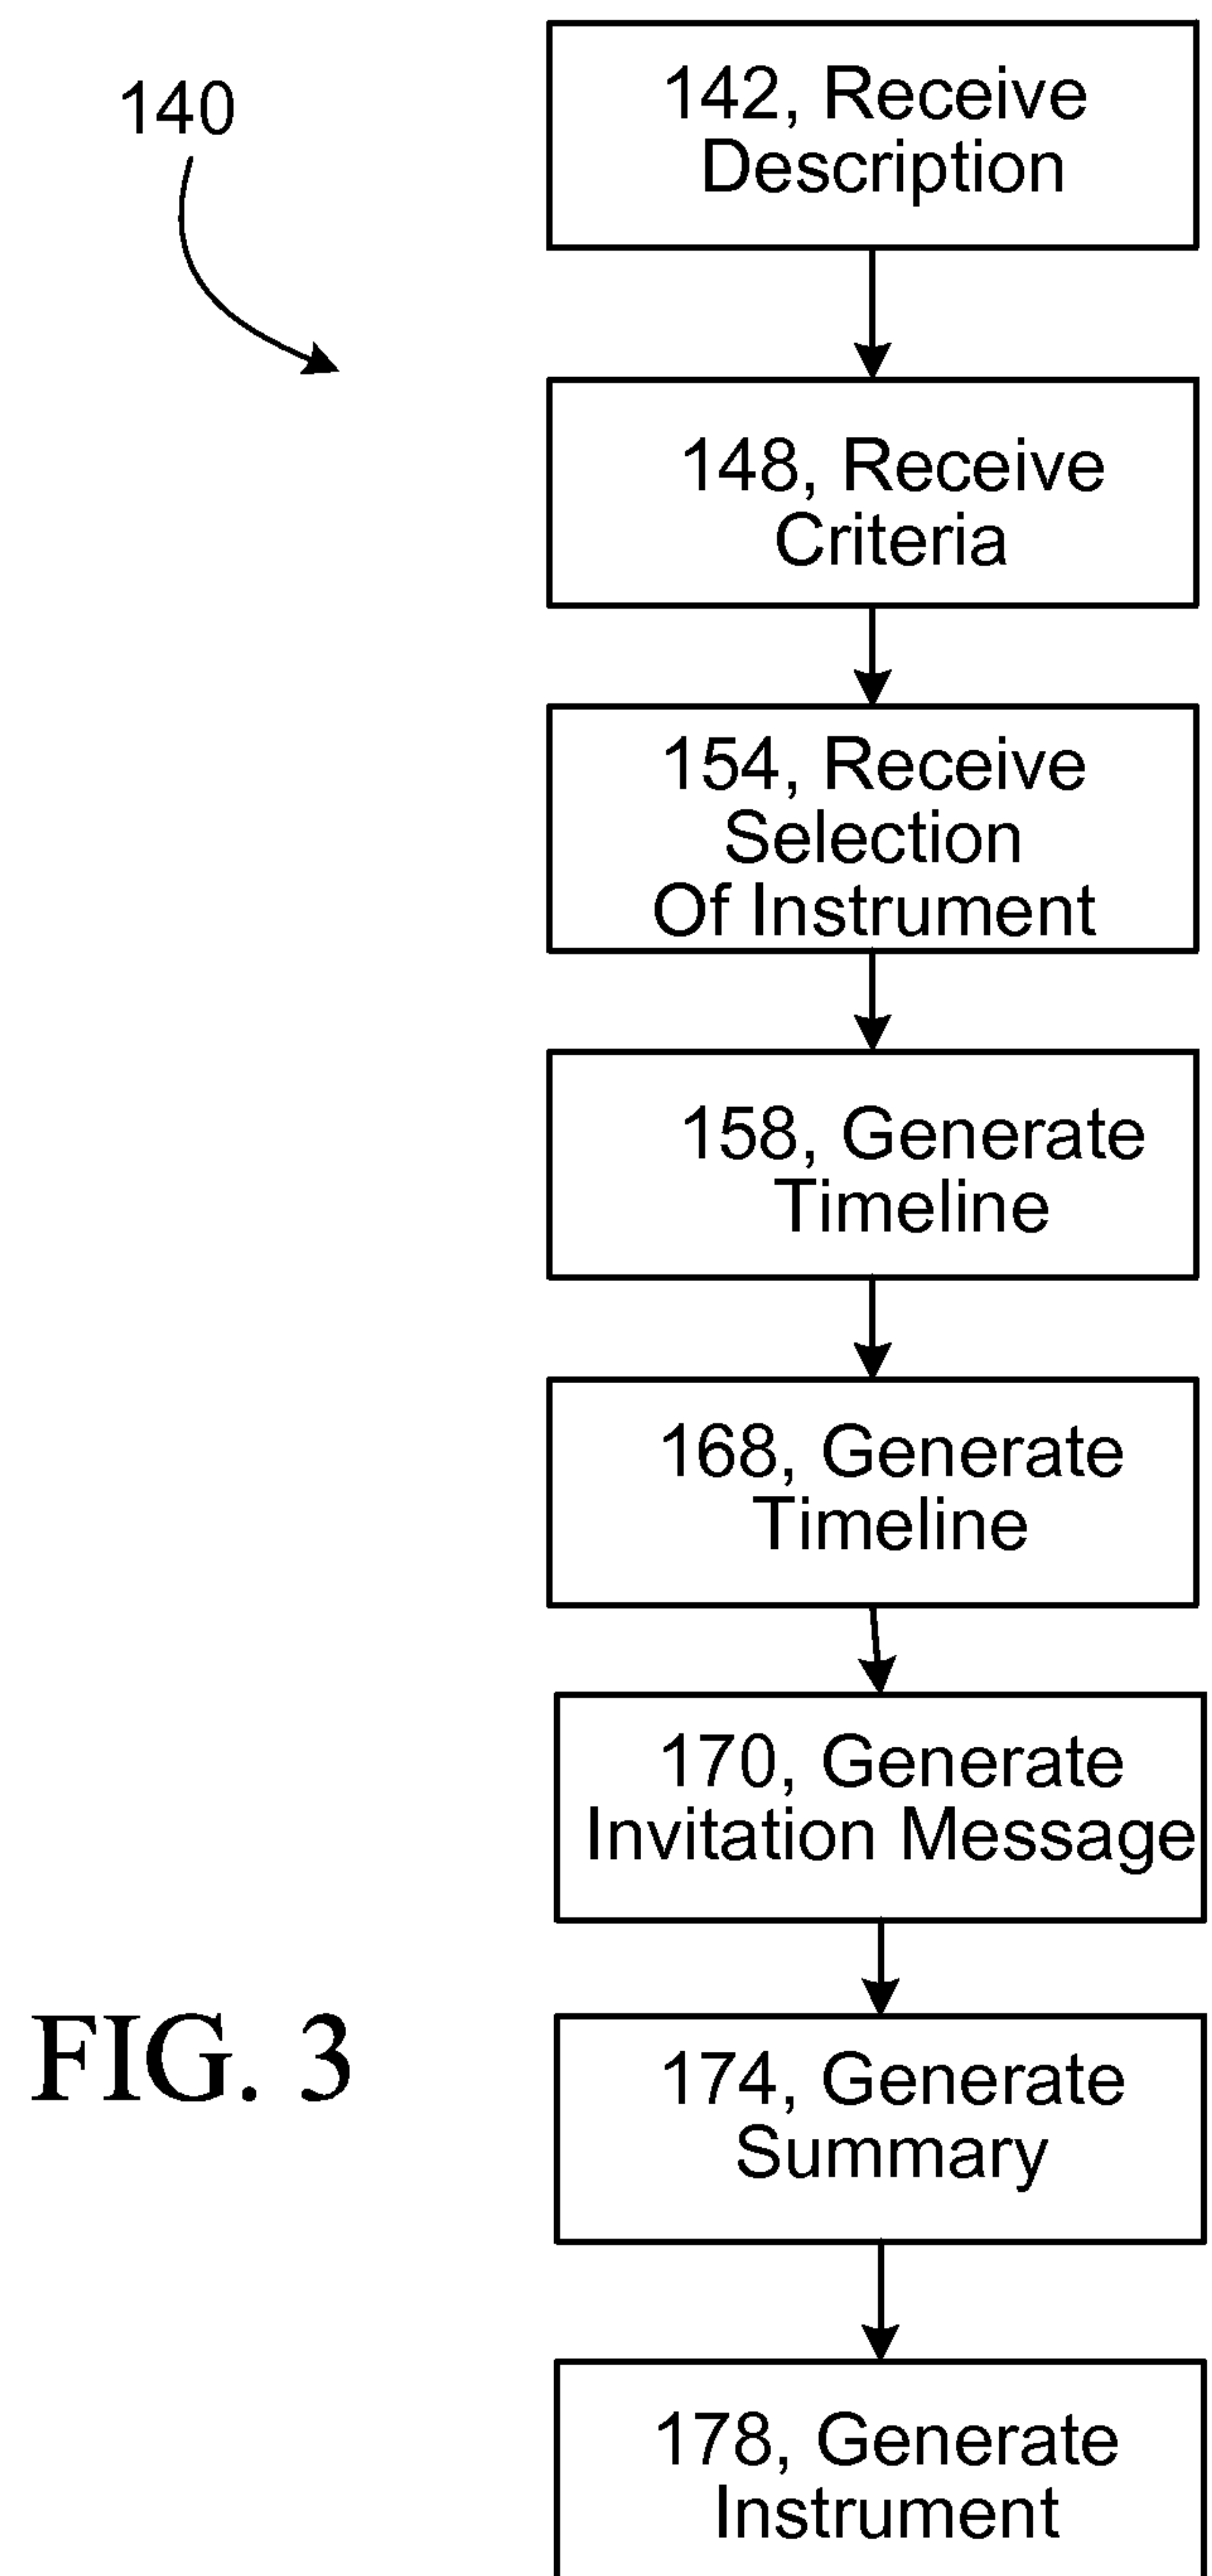 140
142, Receive
Description
148, Receive
Criteria
154, Receive
Selection
Of Instrument
158, Generate
Timeline
168, Generate
Timeline
170, Generate
Invitation Message
174, Generate
Summary
178, Generate
Instrument
FIG. 3